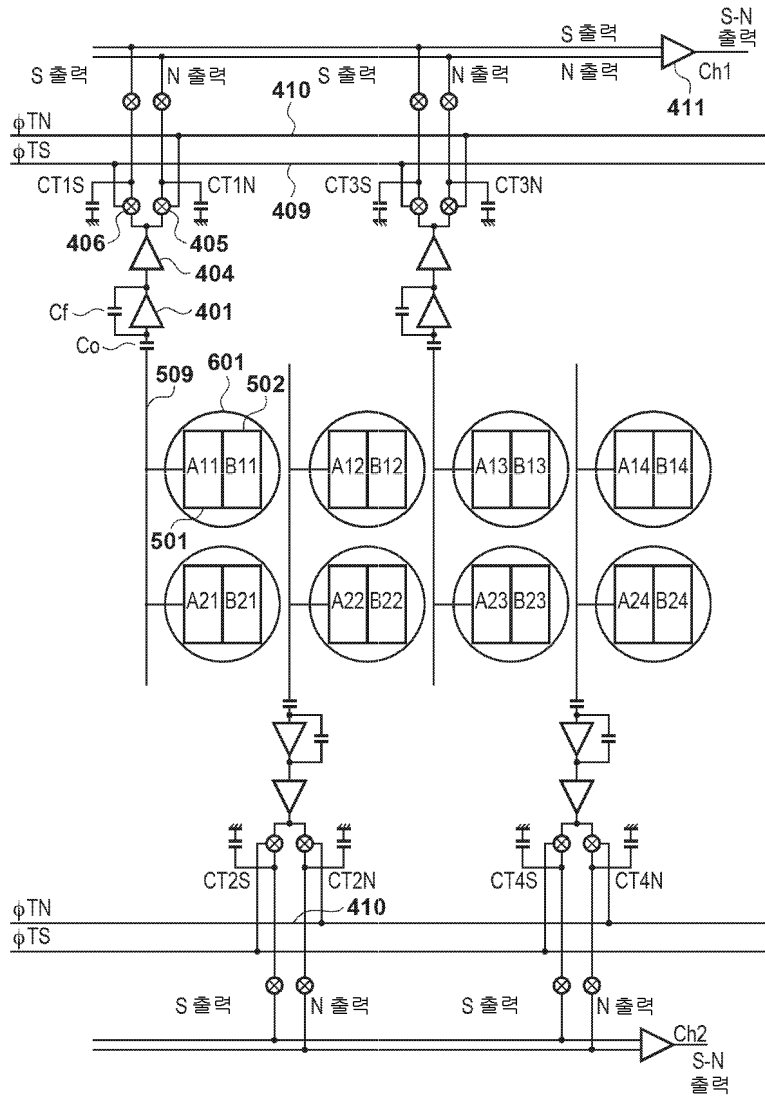 S-N
출력
S 출력
Ch1
S 출력
N 출력
S 출력
N 출력
N 출력
411
410
φTN
φTS
CT1S
CT1N
409
CT3S
CT3N
406
405
404
Cf
401
Co
509
601
502
A11 B11
A12 B12
A13 B13
A14 B14
501
A21 B21
A22 B22
A23 B23
A24 B24
CT2S
CT2N
CT4S
CT4N
φTN
410
φTS
S 출력
N 출력
S 출력
N 출력
Ch2
S-N
출력